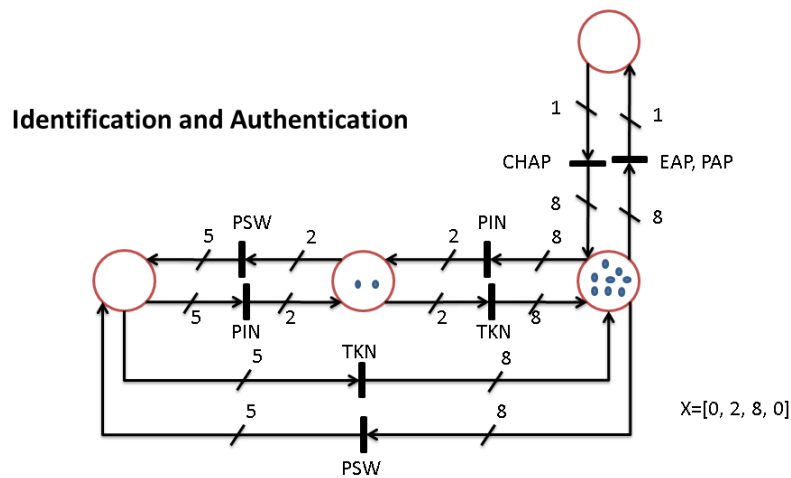 1
1
Identification and Authentication
CHAP
EAP, PAP
8
8
PSW
PIN
5
2
2
8
5
2
2
8
PIN
TKN
TKN
5
8
X=[0, 2, 8, 0]
5
8
PSW